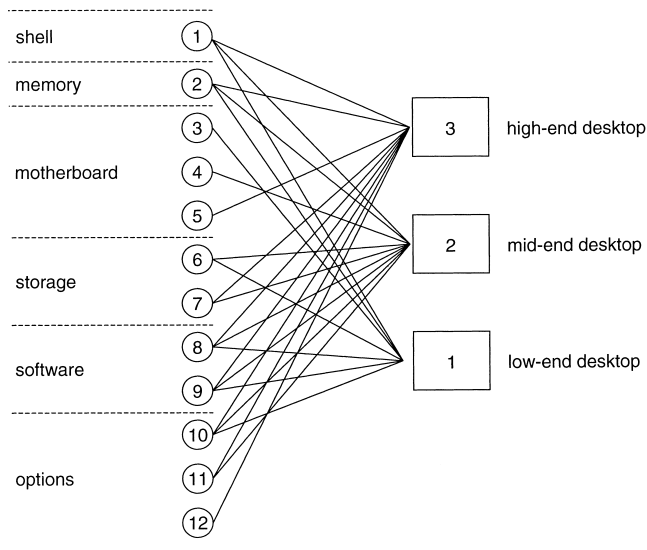 shell 1
memory 2
3
3 high-end desktop
motherboard 4
5
2 mid-end desktop
6
storage
7
8
1 low-end desktop
software
9
10
options 11
12